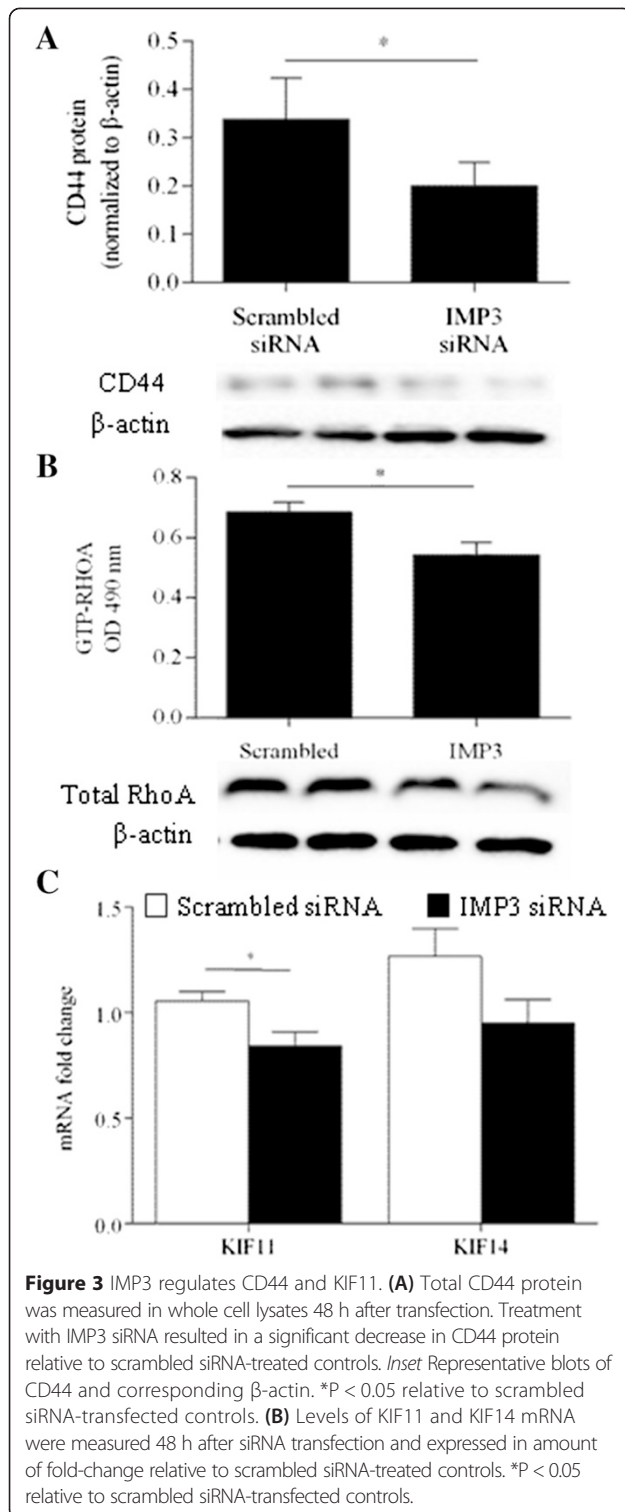 A
*
0.5
0.4
0.3
0.2
0.1
0.0
CD44 protein
(normalized to β-actin)
Scrambled
siRNA
IMP3
siRNA
CD44
β-actin
B
*
0.8
0.6
0.4
0.2
0.0
GTP-RHOA
OD 490 nm
Scrambled
IMP3
Total RhoA
β-actin
C
Scrambled siRNA
IMP3 siRNA
*
1.5
1.0
0.5
0.0
mRNA fold change
KIF11
KIF14
Figure 3 IMP3 regulates CD44 and KIF11. (A) Total CD44 protein
was measured in whole cell lysates 48 h after transfection. Treatment
with IMP3 siRNA resulted in a significant decrease in CD44 protein
relative to scrambled siRNA-treated controls. Inset Representative blots of
CD44 and corresponding β-actin. *P < 0.05 relative to scrambled
siRNA-transfected controls. (B) Levels of KIF11 and KIF14 mRNA
were measured 48 h after siRNA transfection and expressed in amount
of fold-change relative to scrambled siRNA-treated controls. *P < 0.05
relative to scrambled siRNA-transfected controls.